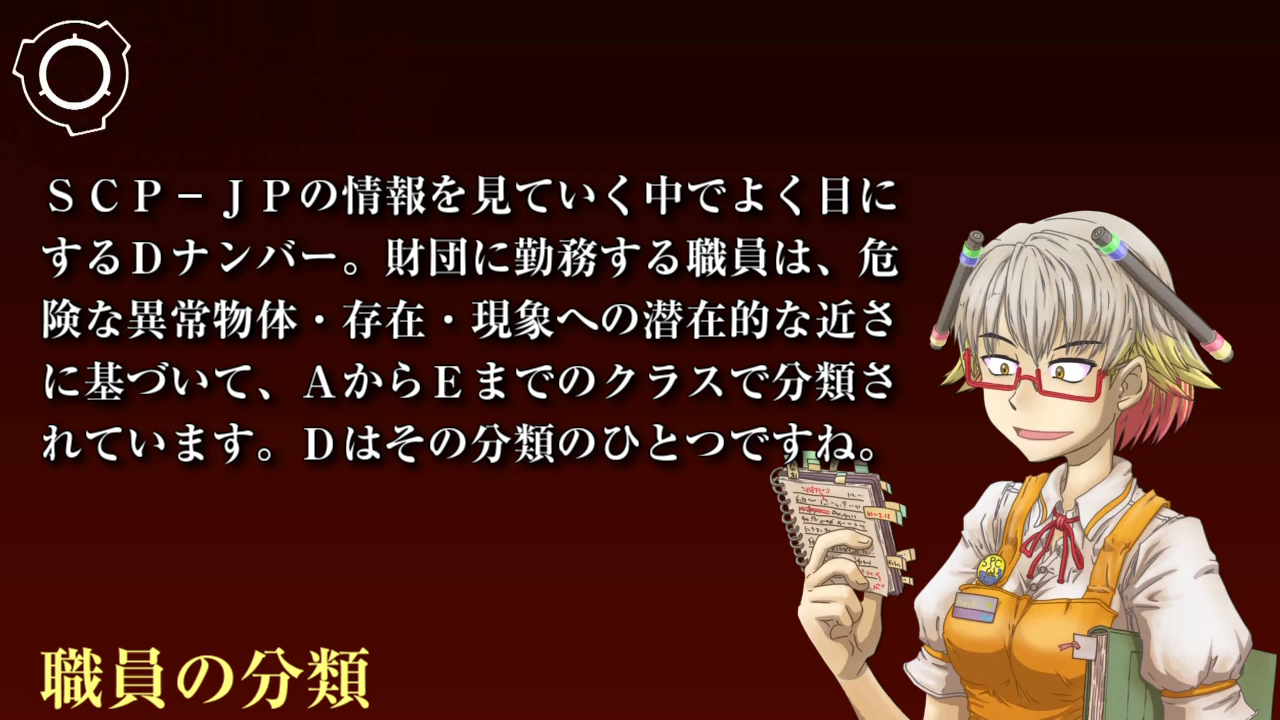 ＳＣＰ－ＪＰの情報を見ていく中でよく目に
するＤナンバー。財団に勤務する職員は、危
険な異常物体・存在・現象への潜在的な近さ
に基づいて、ＡからＥまでのクラスで分類さ
れています。Ｄはその分類のひとつですね。
職員の分類